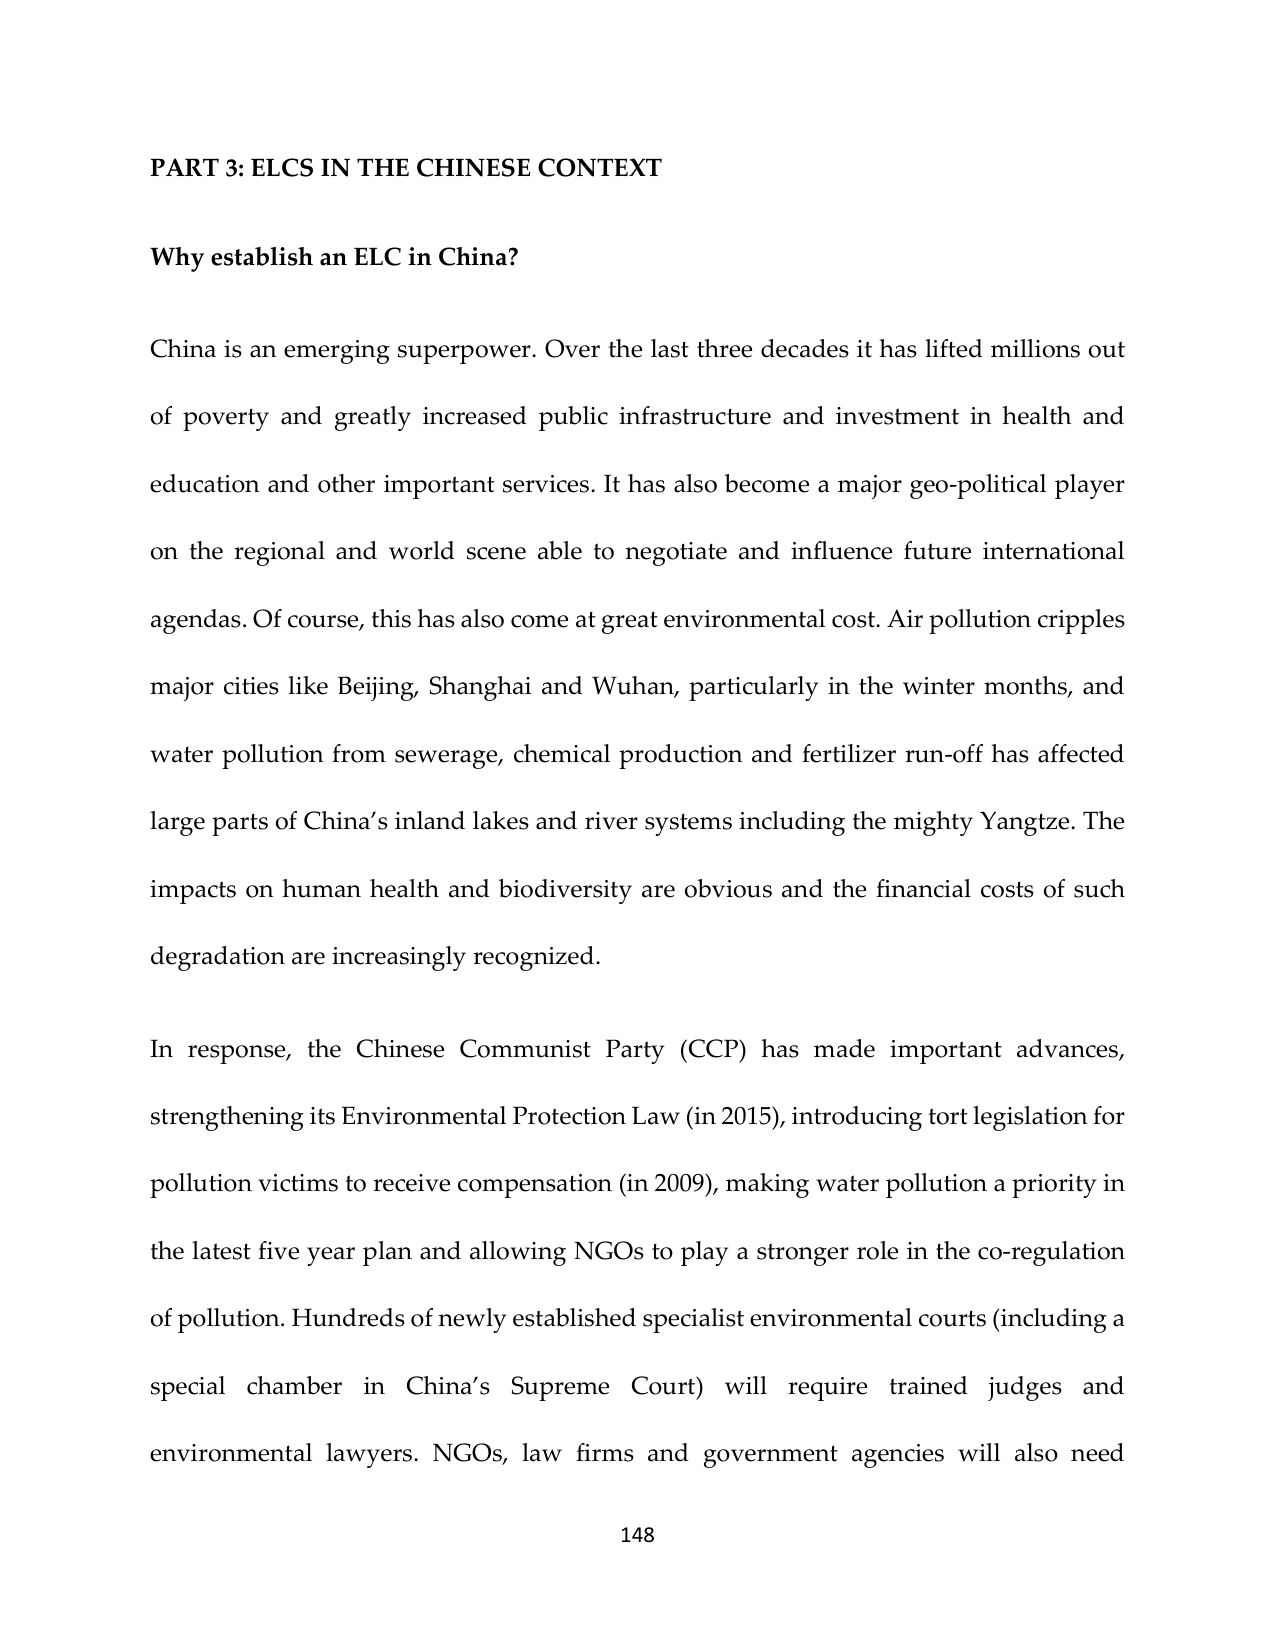 PART 3: ELCS IN THE CHINESE CONTEXT
Why establish an ELC in China?
China is an emerging superpower. Over the last three decades it has lifted millions out
of poverty and greatly increased public infrastructure and investment in health and
education and other important services. It has also become a major geo-political player
on the regional and world scene able to negotiate and influence future international
agendas. Of course, this has also come at great environmental cost. Air pollution cripples
major cities like Beijing, Shanghai and Wuhan, particularly in the winter months, and
water pollution from sewerage, chemical production and fertilizer run-off has affected
large parts of China’s inland lakes and river systems including the mighty Yangtze. The
impacts on human health and biodiversity are obvious and the financial costs of such
degradation are increasingly recognized.
In response, the Chinese Communist Party (CCP) has made important advances,
strengthening its Environmental Protection Law (in 2015), introducing tort legislation for
pollution victims to receive compensation (in 2009), making water pollution a priority in
the latest five year plan and allowing NGOs to play a stronger role in the co-regulation
of pollution. Hundreds of newly established specialist environmental courts (including a
special chamber in China’s Supreme Court) will require trained judges and
environmental lawyers. NGOs, law firms and government agencies will also need
148